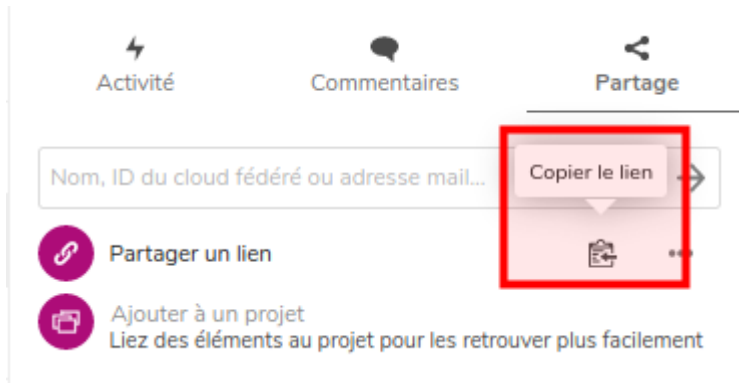 Activité
Commentaires
Partage
Nom, ID du cloud fédéré ou adresse mail...
Copier le lien
Partager un lien
Ajouter à un projet
Liez des éléments au projet pour les retrouver plus facilement